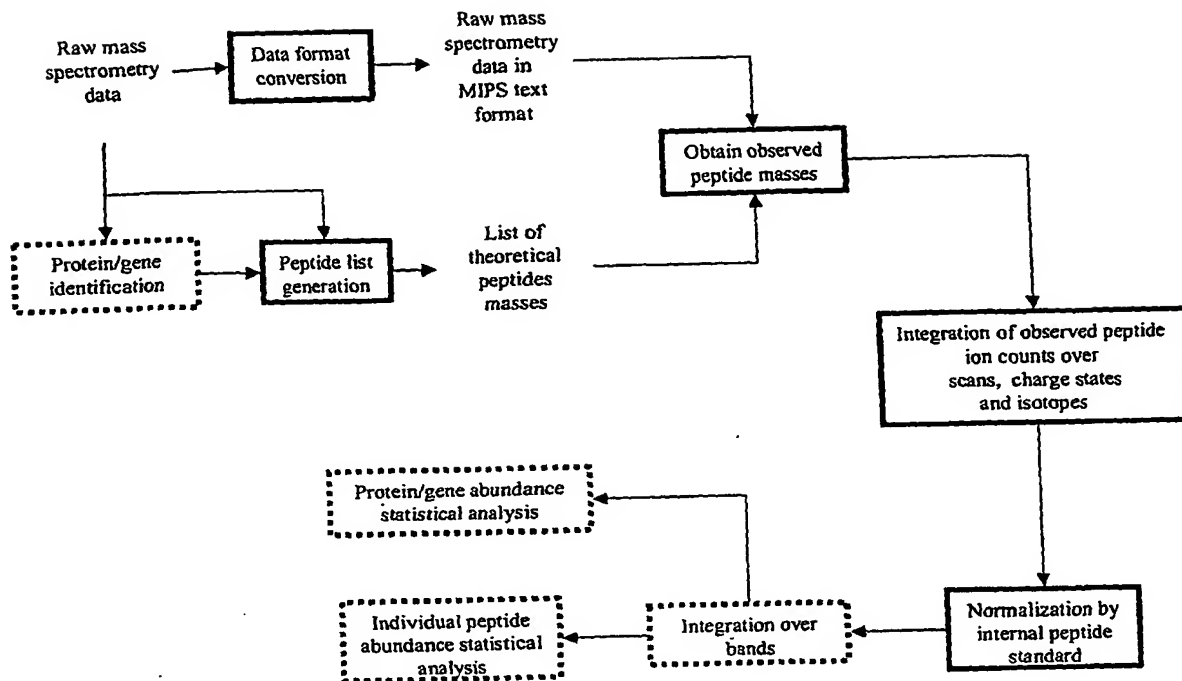 Raw mass
spectrometry
data
Data format
conversion
Raw mass
spectrometry
data in
MIPS text
format
Obtain observed
peptide masses
Protein/gene
identification
Peptide list
generation
List of
theoretical
peptides
masses
Integration of observed peptide
ion counts over
scans, charge states
and isotopes
Protein/gene abundance
statistical analysis
Individual peptide
abundance statistical
analysis
Integration over
bands
Normalization by
internal peptide
standard